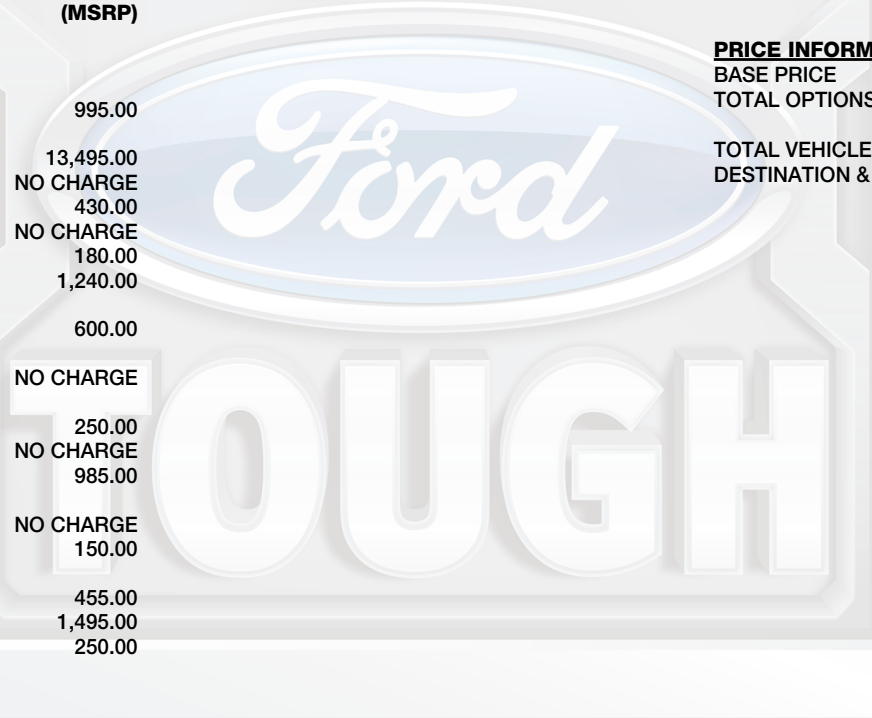 (MSRP)
995.00
13,495.00
NO CHARGE
430.00
NO CHARGE
180.00
1,240.00
600.00
NO CHARGE
250.00
NO CHARGE
985.00
NO CHARGE
150.00
455.00
1,495.00
250.00
PRICE INFORM
BASE PRICE
TOTAL OPTIONS
TOTAL VEHICLE
DESTINATION &
Ford
TOUGH